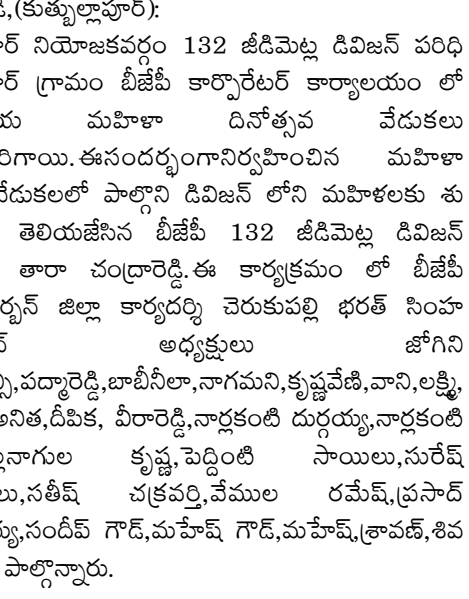 డి,(కుత్బుల్లాపూర్):
ార్ నియోజకవర్గం 132 జీడిమెట్ల డివిజన్ పరిధి
ార్ గ్రామం బీజేపీ కార్పొరేటర్ కార్యాలయం లో
య మహిళా దినోత్సవ వేడుకలు
రిగాయి.ఈసందర్భంగానిర్వహించిన మహిళా
వేడుకలలో పాల్గొని డివిజన్ లోని మహిళలకు శు
తెలియజేసిన బీజేపీ 132 జీడిమెట్ల డివిజన్
తారా చంద్రారెడ్డి.ఈ కార్యక్రమం లో బీజేపీ
ర్బన్ జిల్లా కార్యదర్శి చెరుకుపల్లి భరత్ సింహ
అధ్యక్షులు జోగిని
పద్మారెడ్డి,బాబీనీలా,నాగమని,కృష్ణవేణి,వాని,లక్ష్మి,
అనిత,దీపిక, వీరారెడ్డి,నార్లకంటి దుర్గయ్య,నార్లకంటి
ల్లనాగుల కృష్ణ,పెద్దింటి సాయిలు,సురేష్
లు,సతీష్ చక్రవర్తి,వేముల రమేష్,ప్రసాద్
య్య,సందీప్ గౌడ్,మహేష్ గౌడ్,మహేష్,శ్రావణ్,శివ
పాల్గొన్నారు.